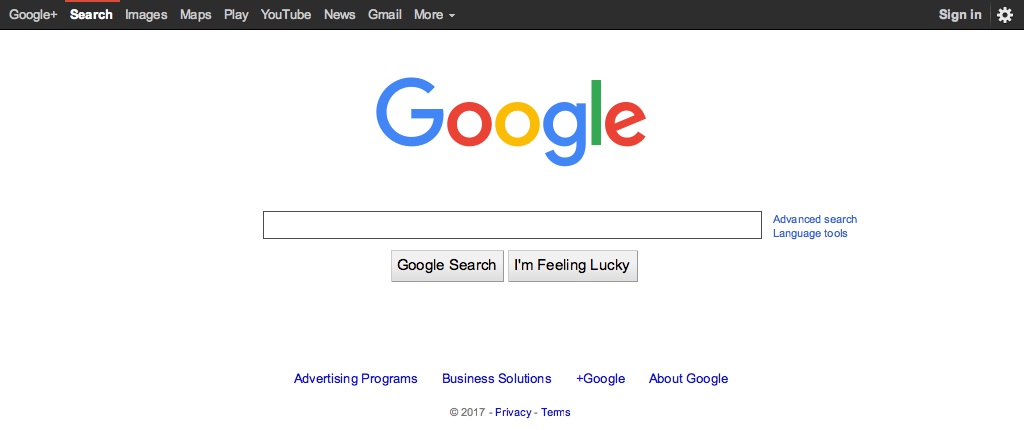 Google+ Search Images Maps Play YouTube News Gmail More Sign in
Google
Advanced search
Language tools
Google Search I'm Feeling Lucky
Advertising Programs Business Solutions +Google About Google
© 2017 - Privacy - Terms